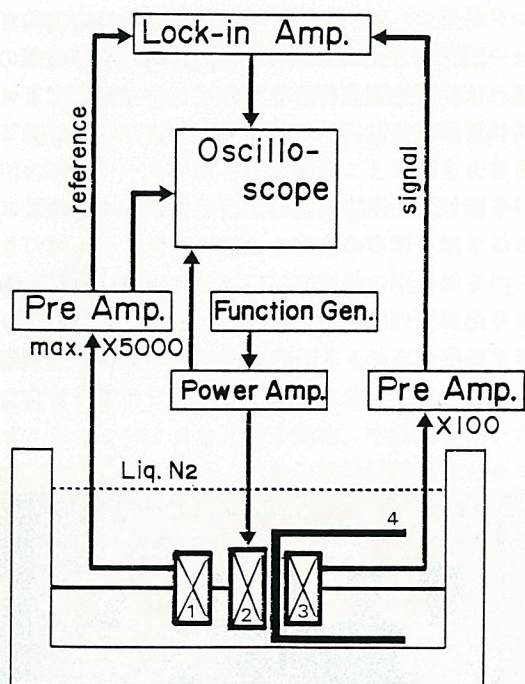 Lock-in Amp.
reference
Oscillo-
scope
signal
Pre Amp.
max. X5000
Function Gen.
Power Amp.
Pre Amp.
X100
Liq. N2
4
1
2
3